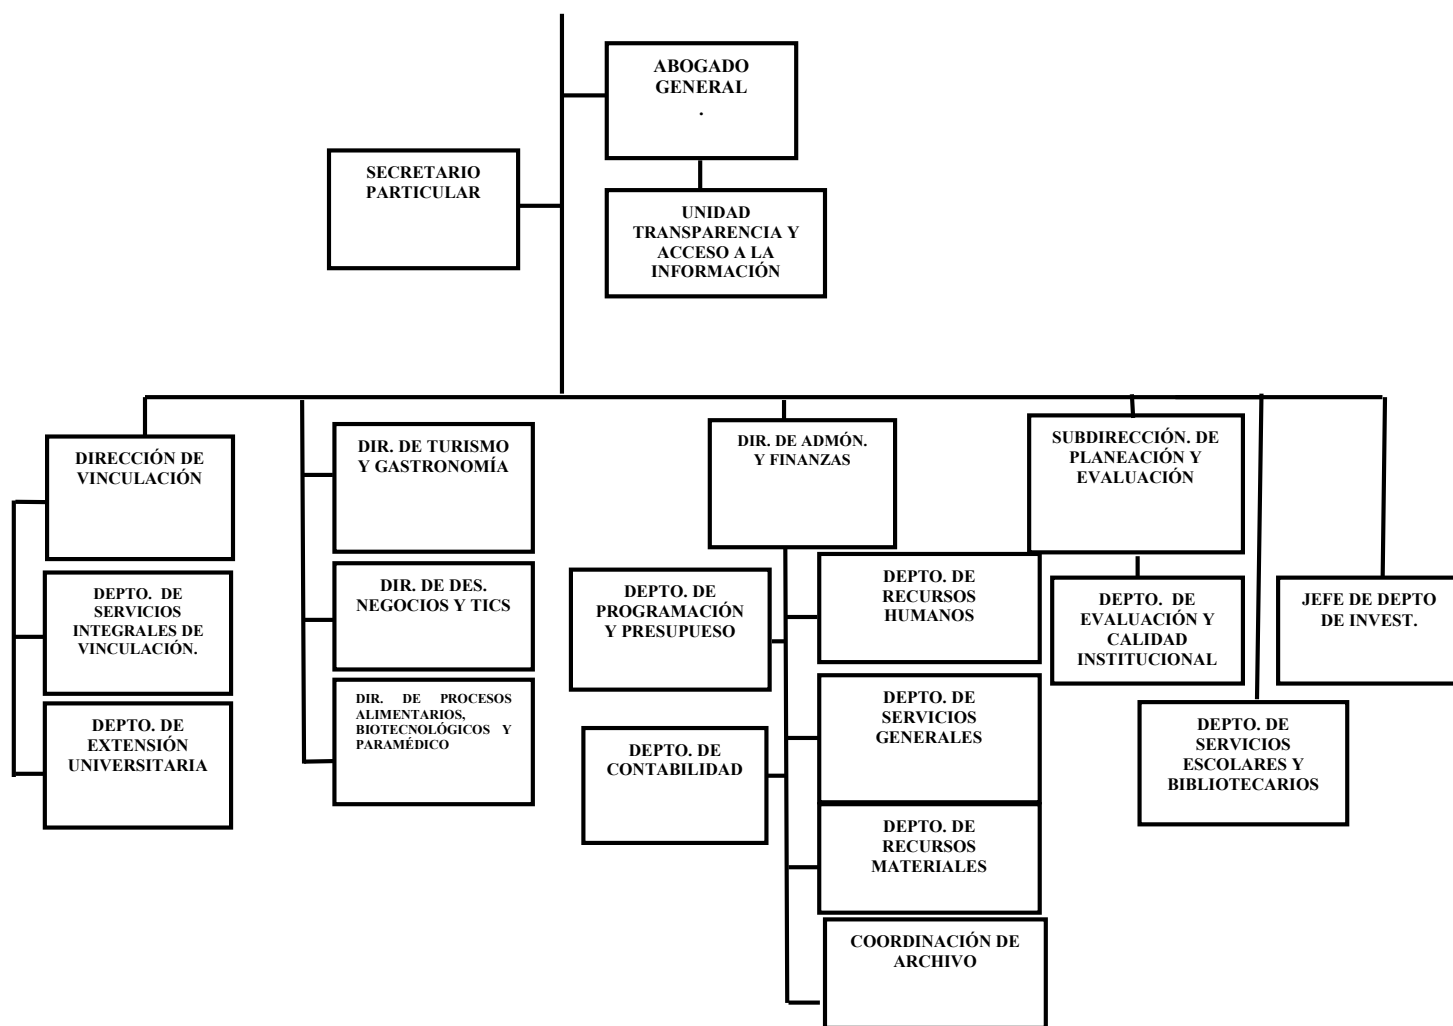 ABOGADO
GENERAL
.
SECRETARIO
PARTICULAR
UNIDAD
TRANSPARENCIA Y
ACCESO A LA
INFORMACIÓN
DIRECCIÓN DE
VINCULACIÓN
DIR. DE TURISMO
Y GASTRONOMÍA
DIR. DE ADMÓN.
Y FINANZAS
SUBDIRECCIÓN. DE
PLANEACIÓN Y
EVALUACIÓN
DEPTO. DE
SERVICIOS
INTEGRALES DE
VINCULACIÓN.
DIR. DE DES.
NEGOCIOS Y TICS
DEPTO. DE
PROGRAMACIÓN
Y PRESUPUESO
DEPTO. DE
RECURSOS
HUMANOS
DEPTO. DE
EVALUACIÓN Y
CALIDAD
INSTITUCIONAL
JEFE DE DEPTO
DE INVEST.
DEPTO. DE
EXTENSIÓN
UNIVERSITARIA
DIR. DE PROCESOS
ALIMENTARIOS,
BIOTECNOLÓGICOS Y
PARAMÉDICO
DEPTO. DE
CONTABILIDAD
DEPTO. DE
SERVICIOS
GENERALES
DEPTO. DE
SERVICIOS
ESCOLARES Y
BIBLIOTECARIOS
DEPTO. DE
RECURSOS
MATERIALES
COORDINACIÓN DE
ARCHIVO